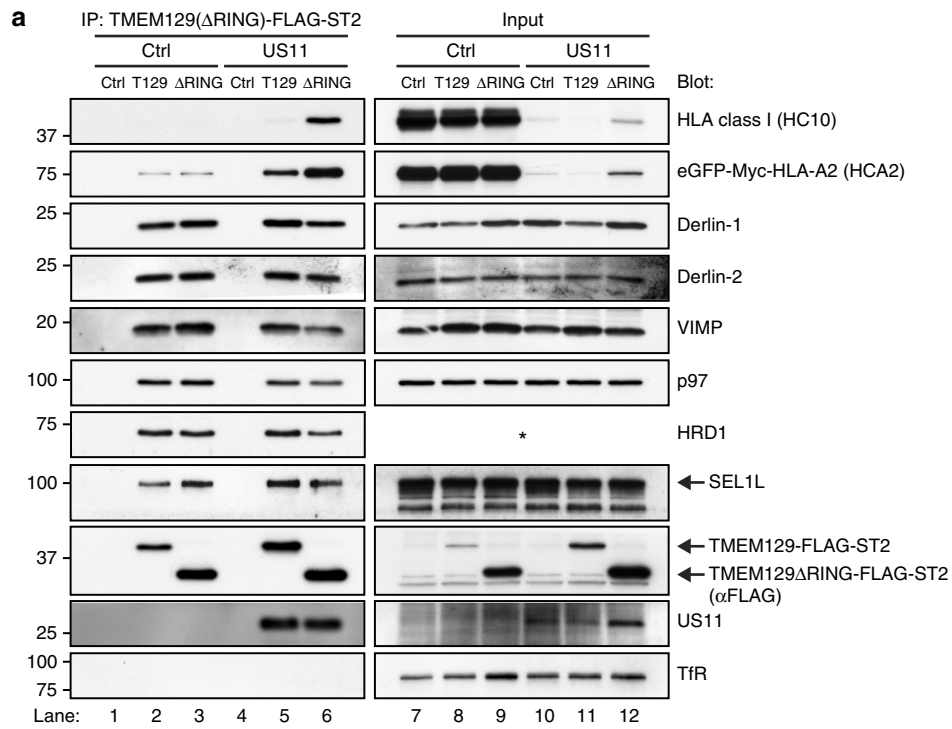 a
IP: TMEM129(ΔRING)-FLAG-ST2 Input
Ctrl US11 Ctrl US11
Ctrl T129 ΔRING Ctrl T129 ΔRING Ctrl T129 ΔRING Ctrl T129 ΔRING Blot:
37 HLA class I (HC10)
75 eGFP-Myc-HLA-A2 (HCA2)
25 Derlin-1
25 Derlin-2
20 VIMP
100 p97
75 * HRD1
100 SEL1L
37 TMEM129-FLAG-ST2
TMEM129ΔRING-FLAG-ST2
(αFLAG)
25 US11
100 TfR
75
Lane: 1 2 3 4 5 6 7 8 9 10 11 12